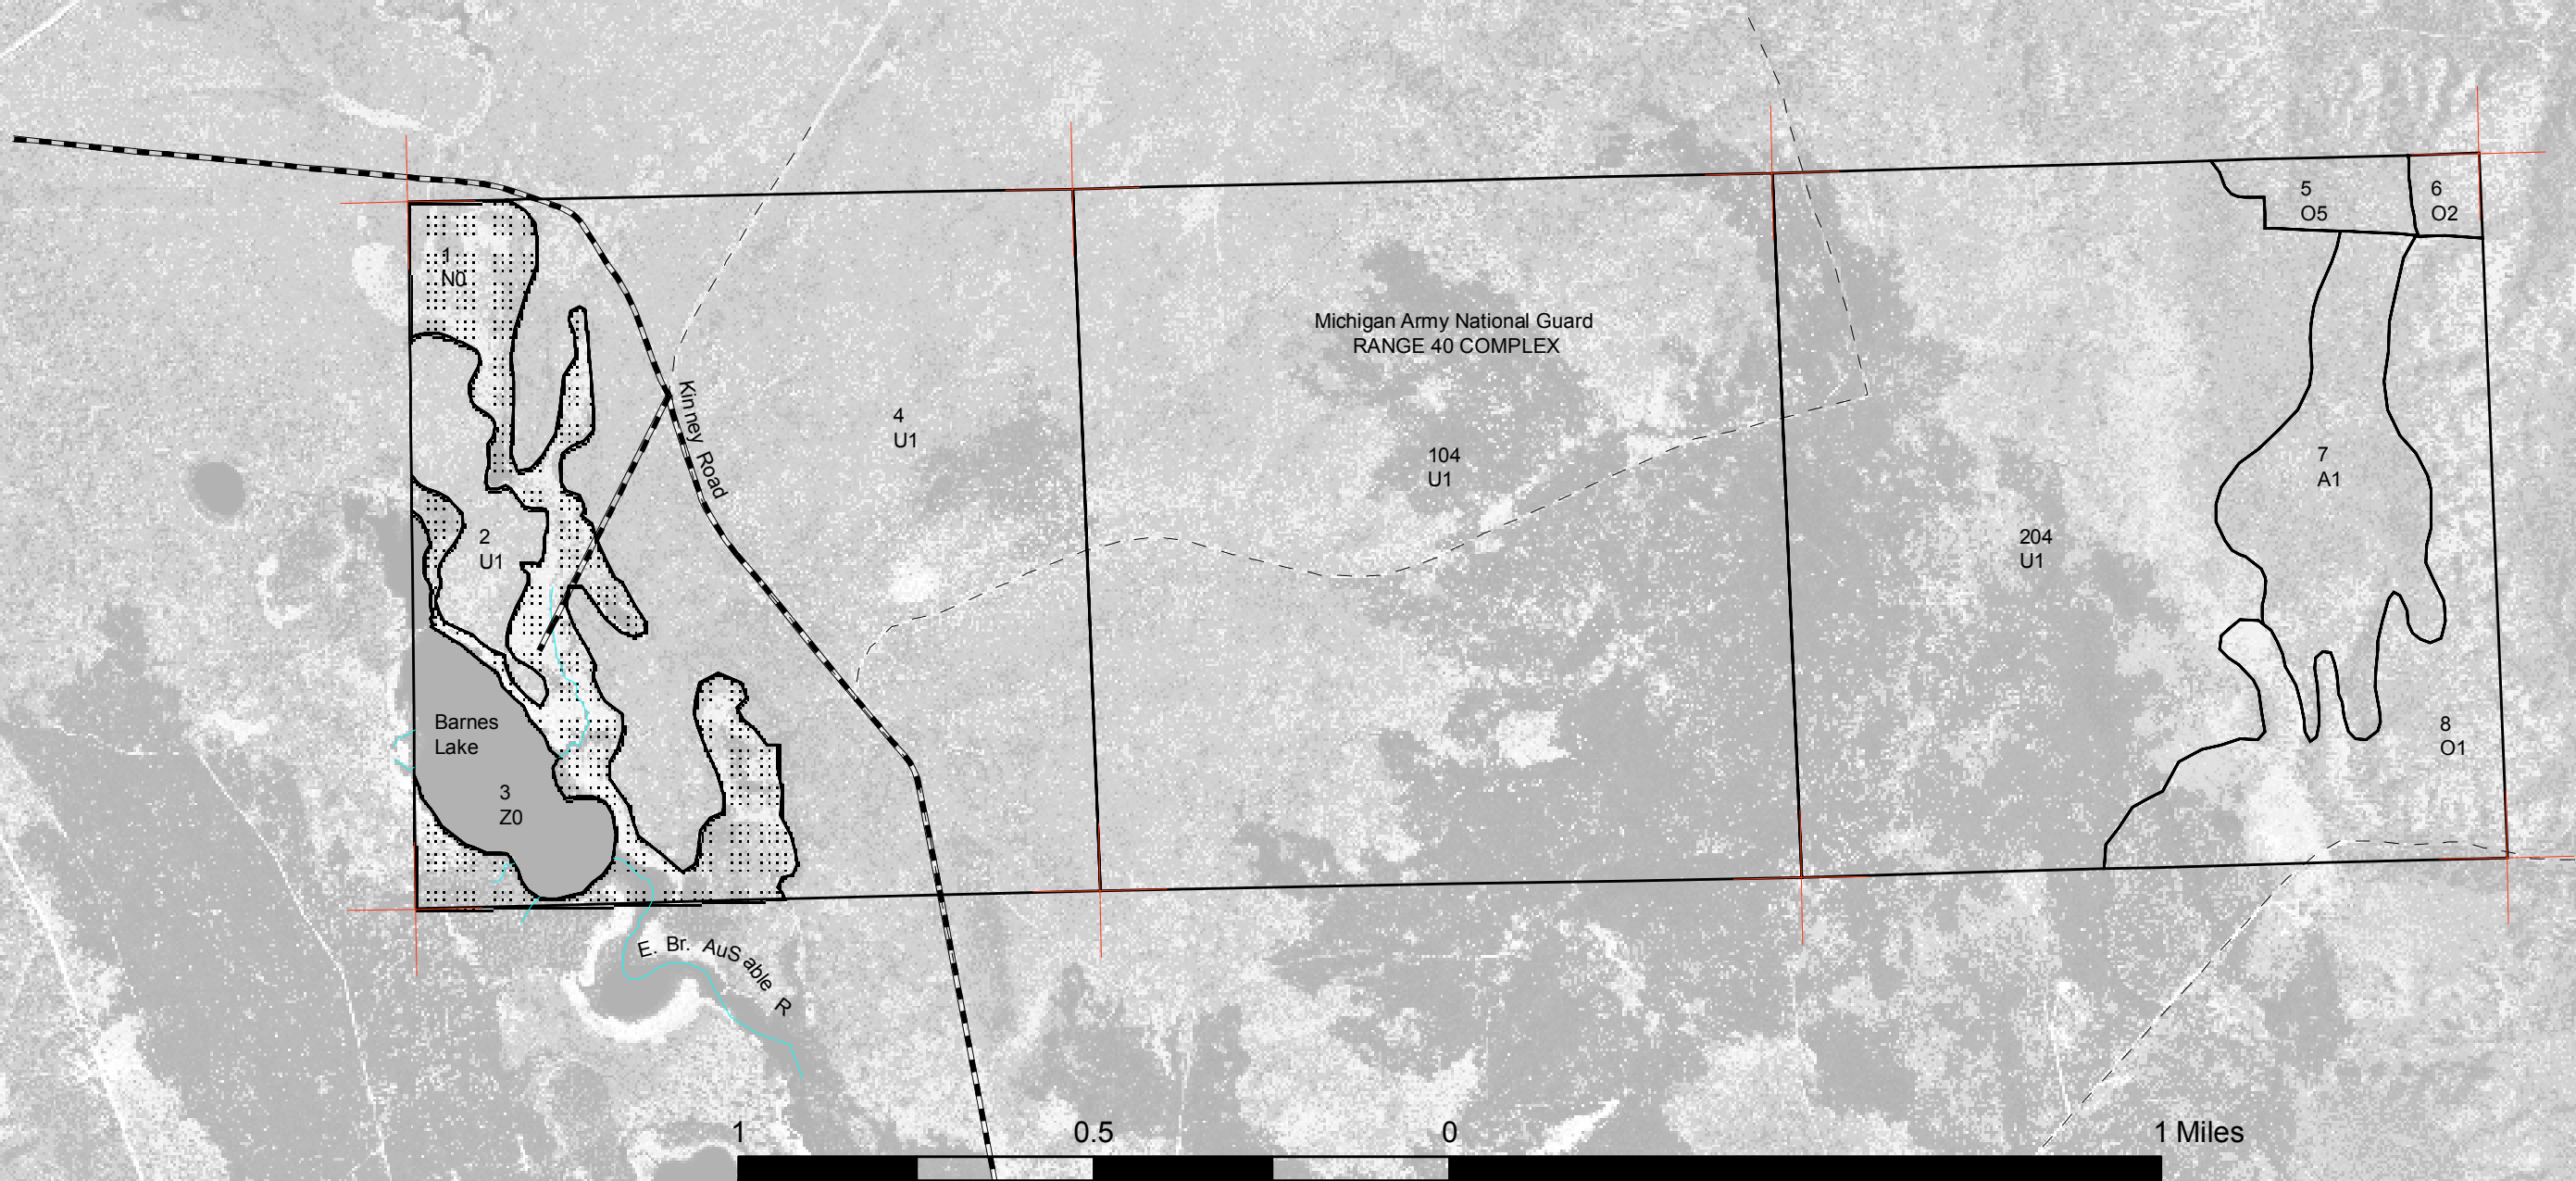 5
O5
6
O2
1
N0
Michigan Army National Guard
RANGE 40 COMPLEX
Kinney Road
4
U1
104
U1
7
A1
2
U1
204
U1
Barnes
Lake
3
Z0
8
O1
E. Br. AuSable R
1 0.5 0 1 Miles